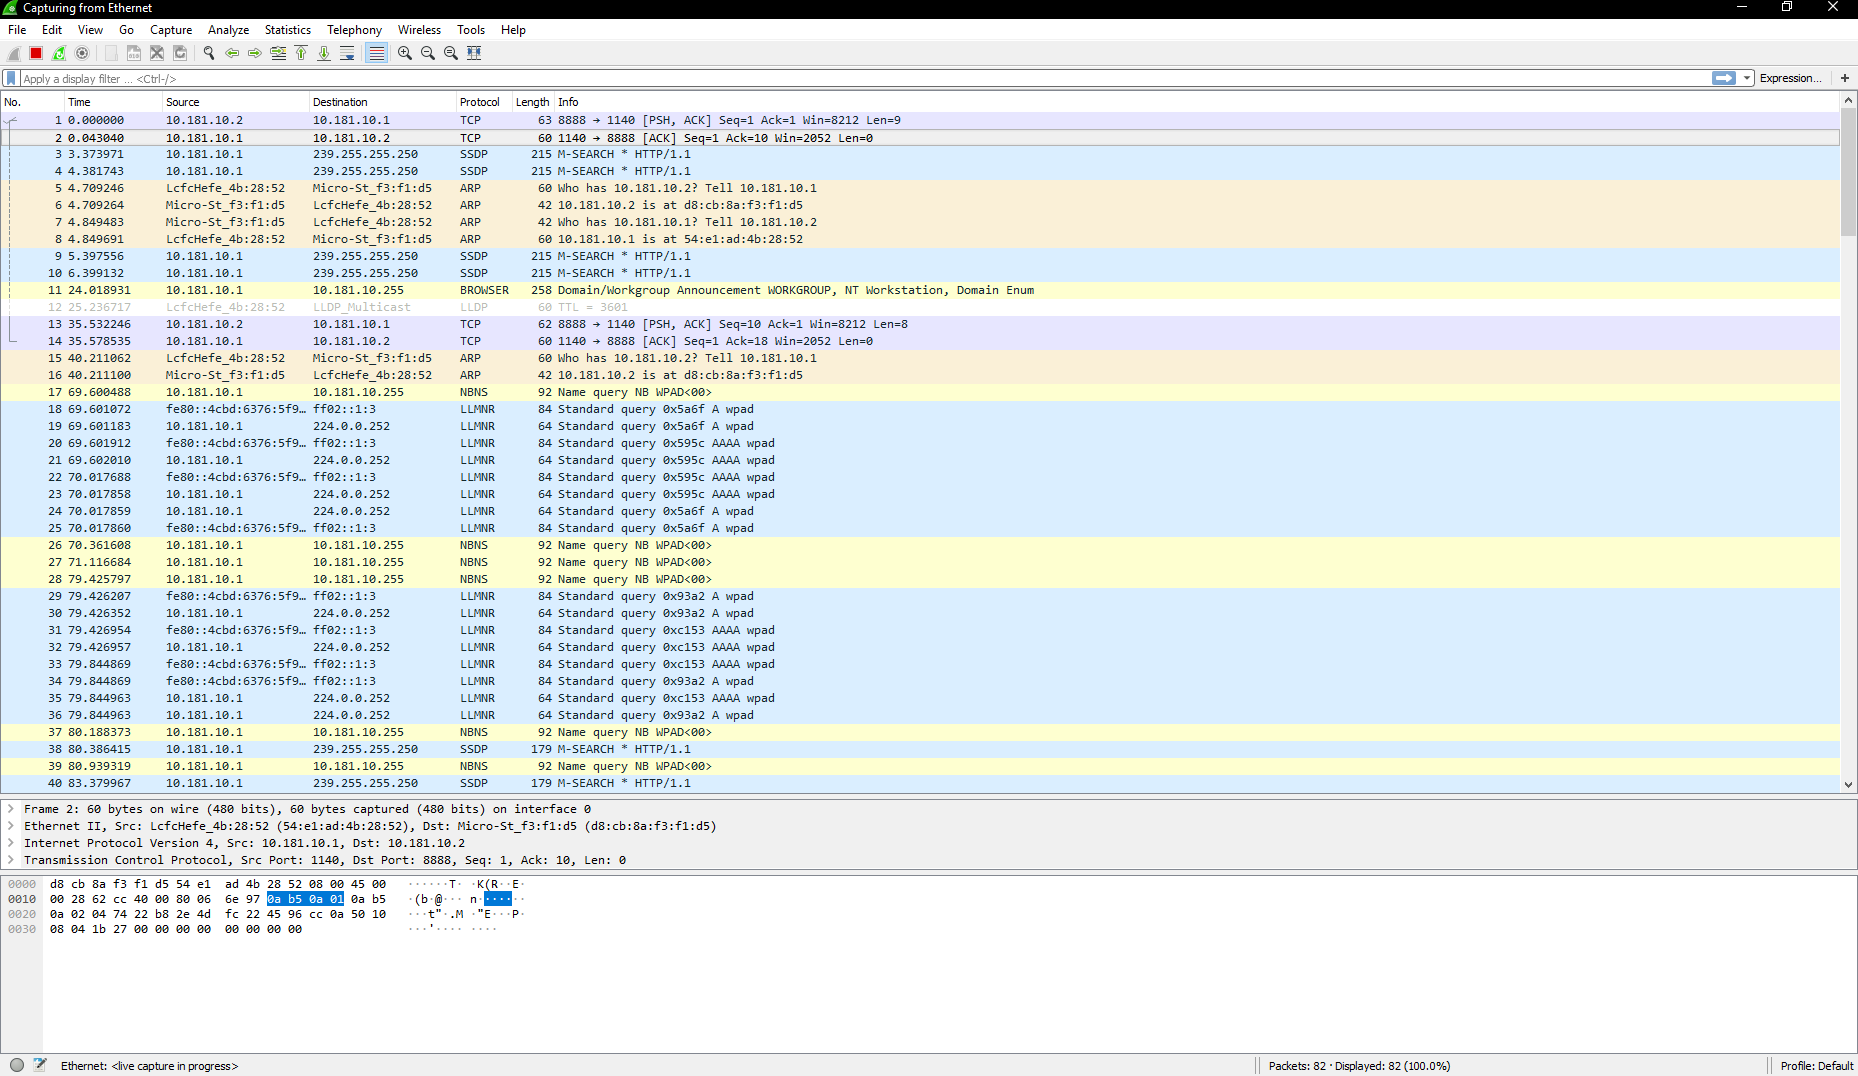 Capturing from Ethernet
File Edit View Go Capture Analyze Statistics Telephony Wireless Tools Help
Apply a display filter ... <Ctrl-/> Expression... +
No. Time Source Destination Protocol Length Info
1 0.000000 10.181.10.2 10.181.10.1 TCP 63 8888 → 1140 [PSH, ACK] Seq=1 Ack=1 Win=8212 Len=9
2 0.043040 10.181.10.1 10.181.10.2 TCP 60 1140 → 8888 [ACK] Seq=1 Ack=10 Win=2052 Len=0
3 3.373971 10.181.10.1 239.255.255.250 SSDP 215 M-SEARCH * HTTP/1.1
4 4.381743 10.181.10.1 239.255.255.250 SSDP 215 M-SEARCH * HTTP/1.1
5 4.709246 LcfcHefe_4b:28:52 Micro-St_f3:f1:d5 ARP 60 Who has 10.181.10.2? Tell 10.181.10.1
6 4.709264 Micro-St_f3:f1:d5 LcfcHefe_4b:28:52 ARP 42 10.181.10.2 is at d8:cb:8a:f3:f1:d5
7 4.849483 Micro-St_f3:f1:d5 LcfcHefe_4b:28:52 ARP 42 Who has 10.181.10.1? Tell 10.181.10.2
8 4.849691 LcfcHefe_4b:28:52 Micro-St_f3:f1:d5 ARP 60 10.181.10.1 is at 54:e1:ad:4b:28:52
9 5.397556 10.181.10.1 239.255.255.250 SSDP 215 M-SEARCH * HTTP/1.1
10 6.399132 10.181.10.1 239.255.255.250 SSDP 215 M-SEARCH * HTTP/1.1
11 24.018931 10.181.10.1 10.181.10.255 BROWSER 258 Domain/Workgroup Announcement WORKGROUP, NT Workstation, Domain Enum
12 25.236717 LcfcHefe_4b:28:52 LLDP_Multicast LLDP 60 TTL = 3601
13 35.532246 10.181.10.2 10.181.10.1 TCP 62 8888 → 1140 [PSH, ACK] Seq=10 Ack=1 Win=8212 Len=8
14 35.578535 10.181.10.1 10.181.10.2 TCP 60 1140 → 8888 [ACK] Seq=1 Ack=18 Win=2052 Len=0
15 40.211062 LcfcHefe_4b:28:52 Micro-St_f3:f1:d5 ARP 60 Who has 10.181.10.2? Tell 10.181.10.1
16 40.211100 Micro-St_f3:f1:d5 LcfcHefe_4b:28:52 ARP 42 10.181.10.2 is at d8:cb:8a:f3:f1:d5
17 69.600488 10.181.10.1 10.181.10.255 NBNS 92 Name query NB WPAD<00>
18 69.601072 fe80::4cbd:6376:5f9… ff02::1:3 LLMNR 84 Standard query 0x5a6f A wpad
19 69.601183 10.181.10.1 224.0.0.252 LLMNR 64 Standard query 0x5a6f A wpad
20 69.601912 fe80::4cbd:6376:5f9… ff02::1:3 LLMNR 84 Standard query 0x595c AAAA wpad
21 69.602010 10.181.10.1 224.0.0.252 LLMNR 64 Standard query 0x595c AAAA wpad
22 70.017688 fe80::4cbd:6376:5f9… ff02::1:3 LLMNR 84 Standard query 0x595c AAAA wpad
23 70.017858 10.181.10.1 224.0.0.252 LLMNR 64 Standard query 0x595c AAAA wpad
24 70.017859 10.181.10.1 224.0.0.252 LLMNR 64 Standard query 0x5a6f A wpad
25 70.017860 fe80::4cbd:6376:5f9… ff02::1:3 LLMNR 84 Standard query 0x5a6f A wpad
26 70.361608 10.181.10.1 10.181.10.255 NBNS 92 Name query NB WPAD<00>
27 71.116684 10.181.10.1 10.181.10.255 NBNS 92 Name query NB WPAD<00>
28 79.425797 10.181.10.1 10.181.10.255 NBNS 92 Name query NB WPAD<00>
29 79.426207 fe80::4cbd:6376:5f9… ff02::1:3 LLMNR 84 Standard query 0x93a2 A wpad
30 79.426352 10.181.10.1 224.0.0.252 LLMNR 64 Standard query 0x93a2 A wpad
31 79.426954 fe80::4cbd:6376:5f9… ff02::1:3 LLMNR 84 Standard query 0xc153 AAAA wpad
32 79.426957 10.181.10.1 224.0.0.252 LLMNR 64 Standard query 0xc153 AAAA wpad
33 79.844869 fe80::4cbd:6376:5f9… ff02::1:3 LLMNR 84 Standard query 0xc153 AAAA wpad
34 79.844869 fe80::4cbd:6376:5f9… ff02::1:3 LLMNR 84 Standard query 0x93a2 A wpad
35 79.844963 10.181.10.1 224.0.0.252 LLMNR 64 Standard query 0xc153 AAAA wpad
36 79.844963 10.181.10.1 224.0.0.252 LLMNR 64 Standard query 0x93a2 A wpad
37 80.188373 10.181.10.1 10.181.10.255 NBNS 92 Name query NB WPAD<00>
38 80.386415 10.181.10.1 239.255.255.250 SSDP 179 M-SEARCH * HTTP/1.1
39 80.939319 10.181.10.1 10.181.10.255 NBNS 92 Name query NB WPAD<00>
40 83.379967 10.181.10.1 239.255.255.250 SSDP 179 M-SEARCH * HTTP/1.1
Frame 2: 60 bytes on wire (480 bits), 60 bytes captured (480 bits) on interface 0
Ethernet II, Src: LcfcHefe_4b:28:52 (54:e1:ad:4b:28:52), Dst: Micro-St_f3:f1:d5 (d8:cb:8a:f3:f1:d5)
Internet Protocol Version 4, Src: 10.181.10.1, Dst: 10.181.10.2
Transmission Control Protocol, Src Port: 1140, Dst Port: 8888, Seq: 1, Ack: 10, Len: 0
0000 d8 cb 8a f3 f1 d5 54 e1 ad 4b 28 52 08 00 45 00 ······T· ·K(R··E·
0010 00 28 62 cc 40 00 80 06 6e 97 0a b5 0a 01 0a b5 ·(b·@··· n·······
0020 0a 02 04 74 22 b8 2e 4d fc 22 45 96 cc 0a 50 10 ···t"·.M ·"E···P·
0030 08 04 1b 27 00 00 00 00 00 00 00 00 ···'···· ····
Ethernet: <live capture in progress> Packets: 82 · Displayed: 82 (100.0%) Profile: Default